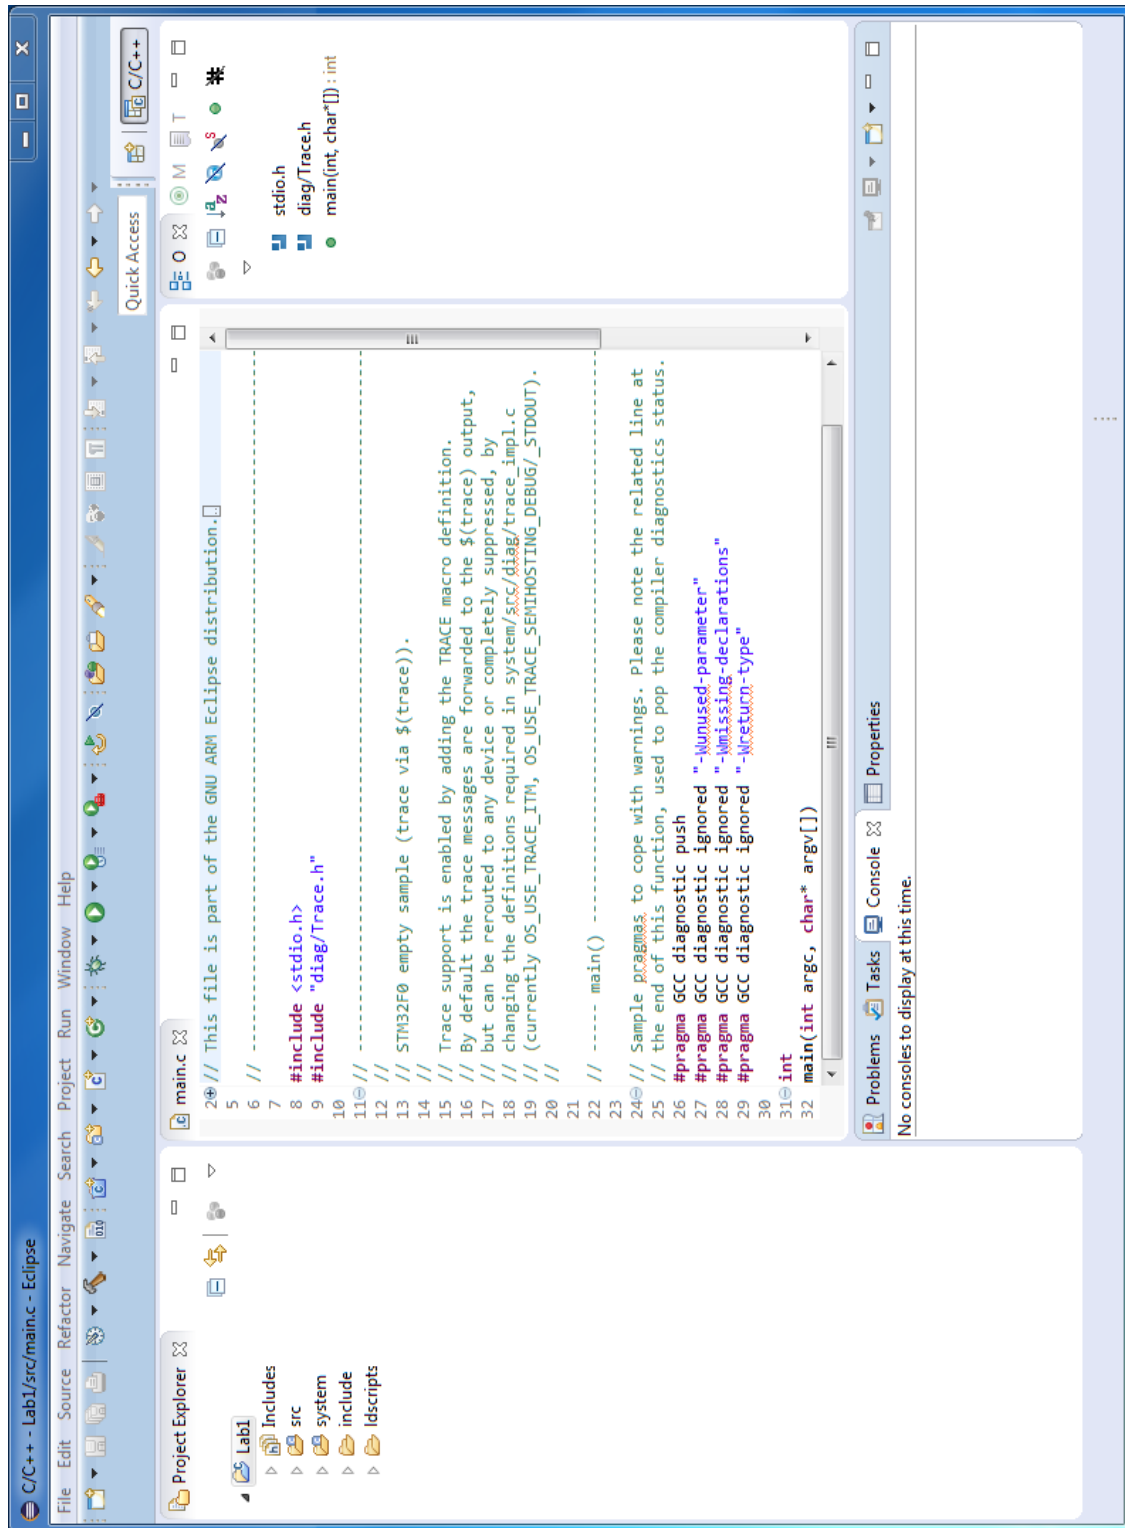 C/C++ - Lab1/src/main.c - Eclipse
File Edit Source Refactor Navigate Search Project Run Window Help
Quick Access
C/C++
Project Explorer
Lab1
Includes
src
system
include
ldscripts
main.c
2 // This file is part of the GNU ARM Eclipse distribution.
5
6 // ----------------------------------------------------------------------------
7
8 #include <stdio.h>
9 #include "diag/Trace.h"
10
11 // ----------------------------------------------------------------------------
12 //
13 // STM32F0 empty sample (trace via $(trace)).
14 //
15 // Trace support is enabled by adding the TRACE macro definition.
16 // By default the trace messages are forwarded to the $(trace) output,
17 // but can be rerouted to any device or completely suppressed, by
18 // changing the definitions required in system/src/diag/trace_impl.c
19 // (currently OS_USE_TRACE_ITM, OS_USE_TRACE_SEMIHOSTING_DEBUG/_STDOUT).
20 //
21
22 // ----- main() ---------------------------------------------------------------
23
24 // Sample pragmas to cope with warnings. Please note the related line at
25 // the end of this function, used to pop the compiler diagnostics status.
26 #pragma GCC diagnostic push
27 #pragma GCC diagnostic ignored "-Wunused-parameter"
28 #pragma GCC diagnostic ignored "-Wmissing-declarations"
29 #pragma GCC diagnostic ignored "-Wreturn-type"
30
31 int
32 main(int argc, char* argv[])
O M T
stdio.h
diag/Trace.h
main(int, char*[]) : int
Problems Tasks Console Properties
No consoles to display at this time.